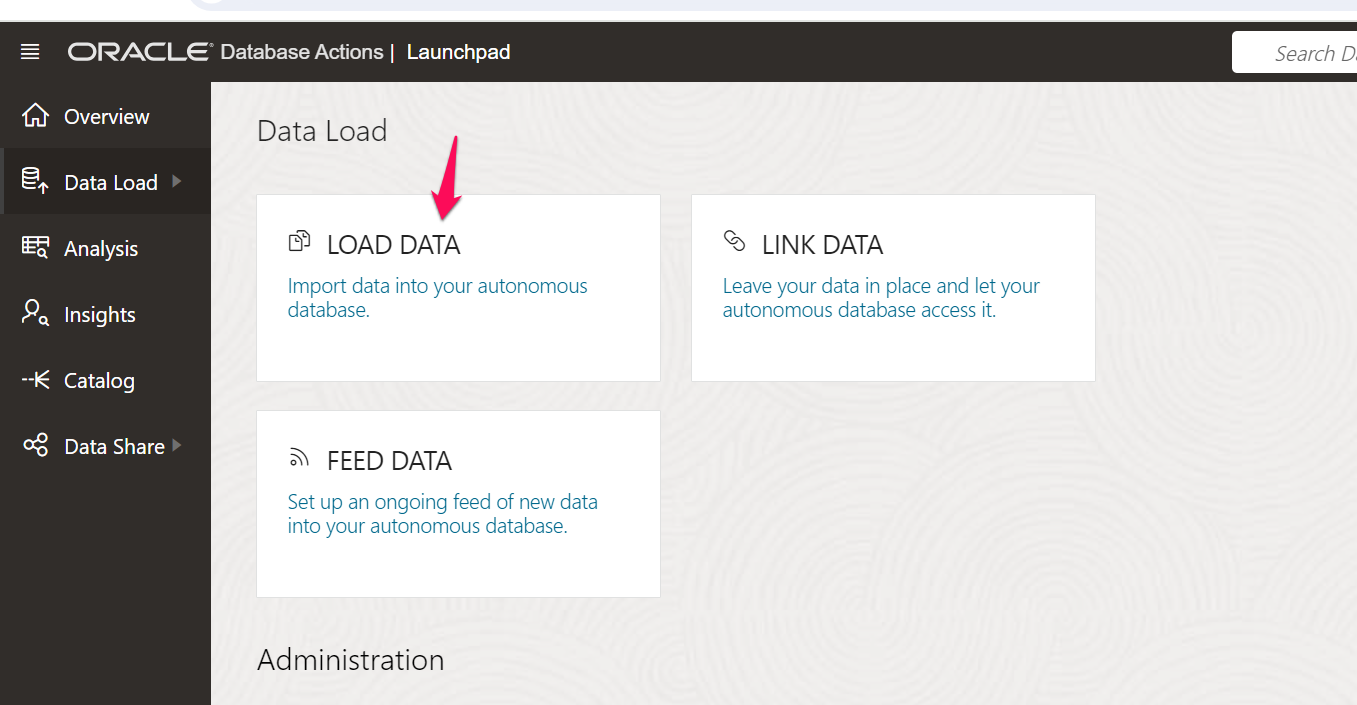 ORACLE® Database Actions | Launchpad
Search Da
Overview
Data Load
Analysis
Insights
Catalog
Data Share
Data Load
LOAD DATA
Import data into your autonomous
database.
LINK DATA
Leave your data in place and let your
autonomous database access it.
FEED DATA
Set up an ongoing feed of new data
into your autonomous database.
Administration